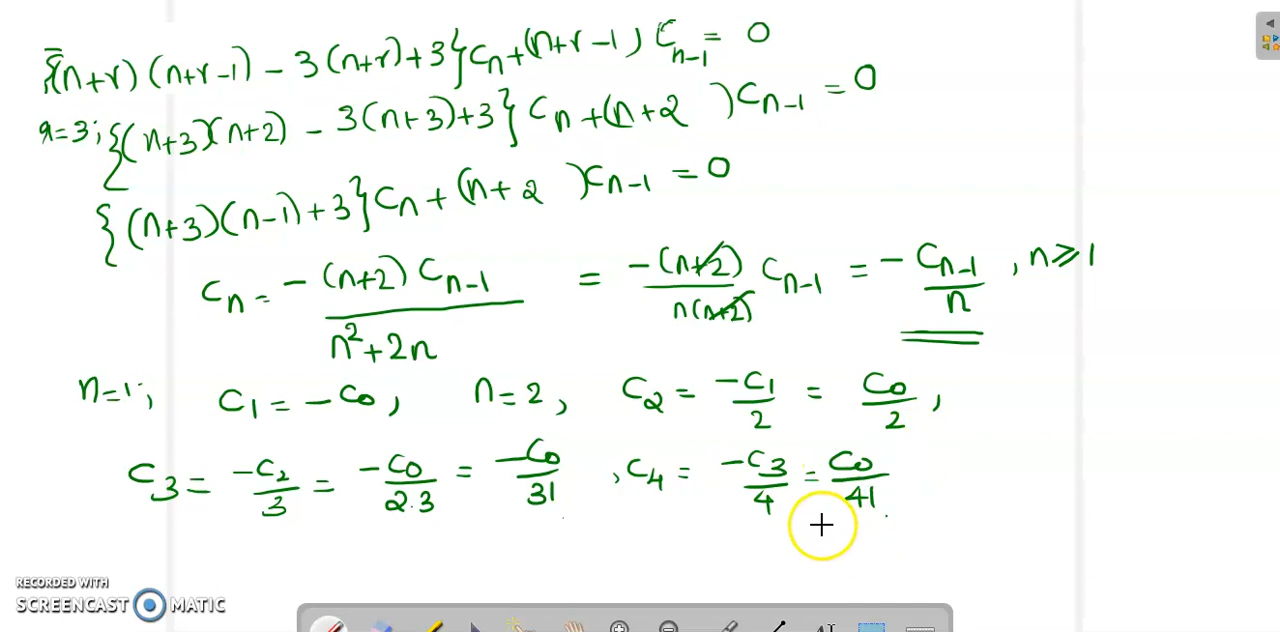 {(n+r)(n+r-1) - 3(n+r)+3}Cn+(n+r-1) Cn-1 = 0
r=3; {(n+3)(n+2) - 3(n+3)+3} Cn +(n+2 )Cn-1 = 0
{(n+3)(n-1)+3}Cn + (n+2 )Cn-1 = 0
Cn = -(n+2) Cn-1 / n²+2n = -(n+2) / n(n+2) Cn-1 = - Cn-1 / n , n≥1
n=1; C1 = -C0, n=2, C2 = -C1 / 2 = C0 / 2,
C3 = -C2 / 3 = -C0 / 2.3 = -C0 / 3! , C4 = -C3 / 4 = C0 / 4!.
RECORDED WITH
SCREENCAST MATIC